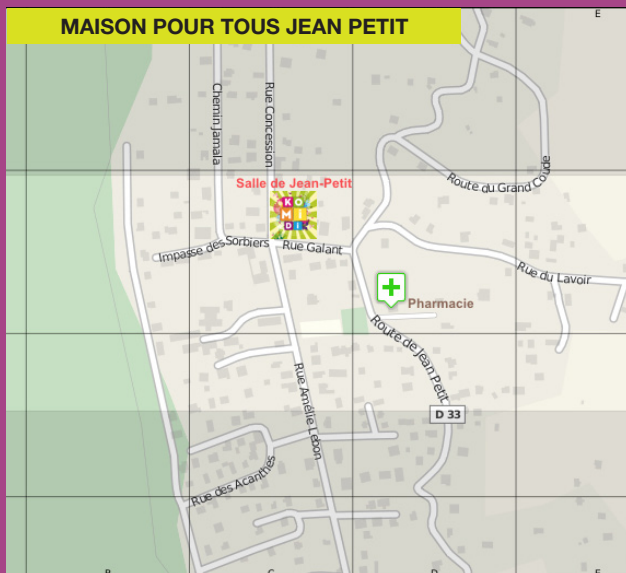 MAISON POUR TOUS JEAN PETIT
E
Chemin Jamala
Rue Concession
Route du Grand Coude
Salle de Jean-Petit
KO
MI
DI
Impasse des Sorbiers
Rue Galant
Rue du Lavoir
Pharmacie
Route de Jean Petit
Rue Amélie Lebon
D 33
Rue des Acanthes
B
C
D
E